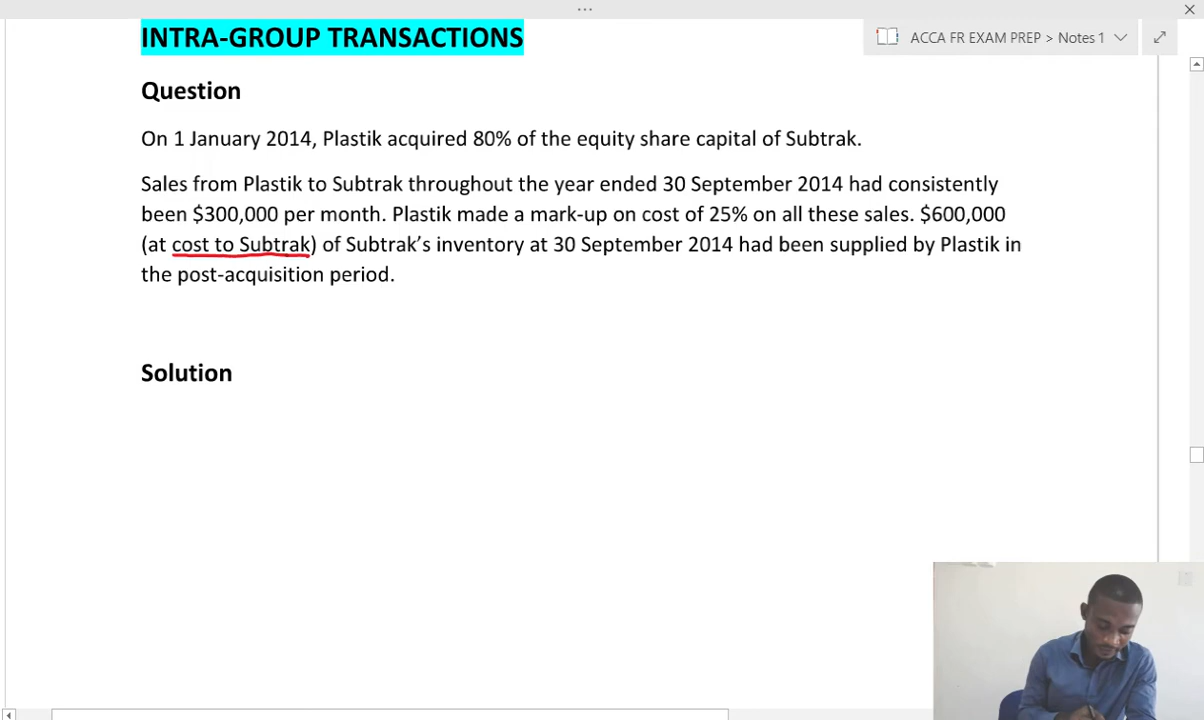 INTRA-GROUP TRANSACTIONS
ACCA FR EXAM PREP > Notes 1
Question
On 1 January 2014, Plastik acquired 80% of the equity share capital of Subtrak.
Sales from Plastik to Subtrak throughout the year ended 30 September 2014 had consistently
been $300,000 per month. Plastik made a mark-up on cost of 25% on all these sales. $600,000
(at cost to Subtrak) of Subtrak’s inventory at 30 September 2014 had been supplied by Plastik in
the post-acquisition period.
Solution